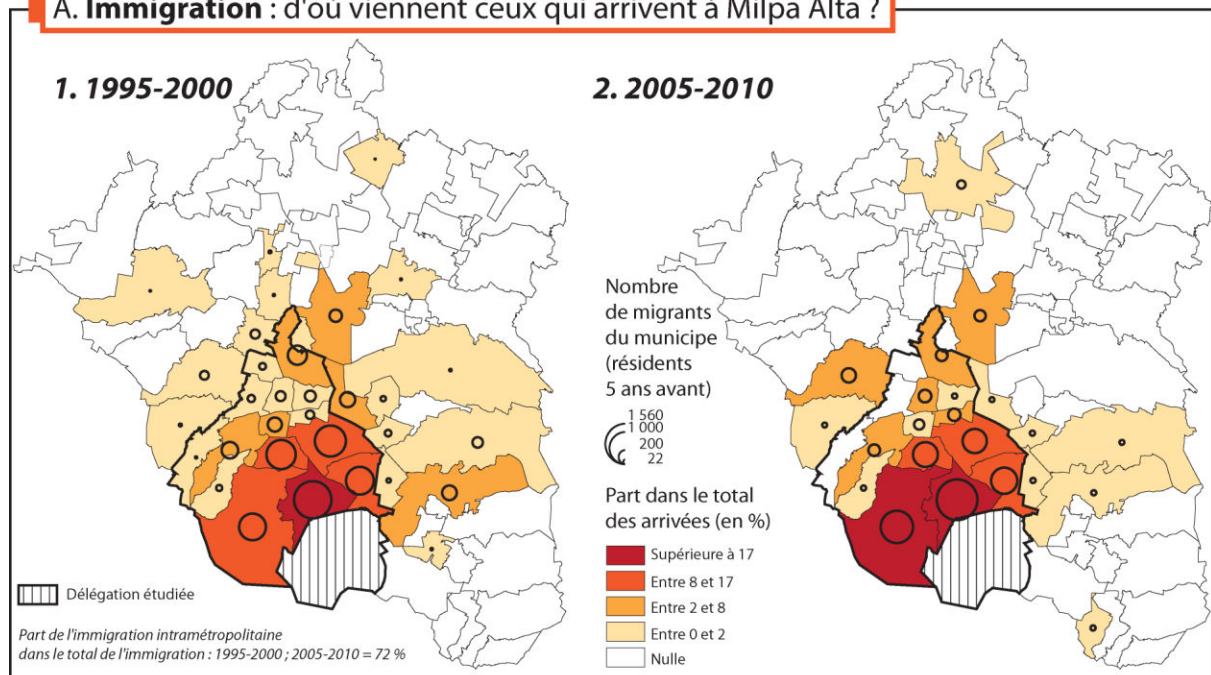 A. Immigration : d'où viennent ceux qui arrivent à Milpa Alta ?
1. 1995-2000
2. 2005-2010
Nombre
de migrants
du municipe
(résidents
5 ans avant)
1 560
1 000
200
22
Part dans le total
des arrivées (en %)
Supérieure à 17
Entre 8 et 17
Entre 2 et 8
Entre 0 et 2
Nulle
Délégation étudiée
Part de l'immigration intramétropolitaine
dans le total de l'immigration : 1995-2000 ; 2005-2010 = 72 %